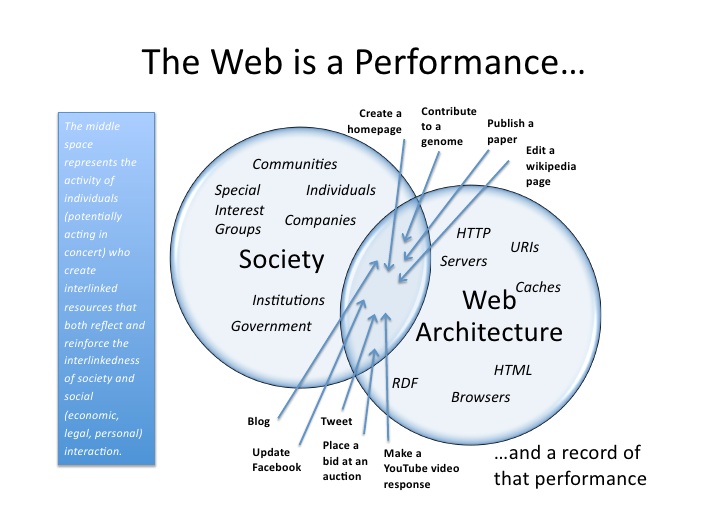 The Web is a Performance…
The middle
space
represents the
activity of
individuals
(potentially
acting in
concert) who
create
interlinked
resources that
both reflect and
reinforce the
interlinkedness
of society and
social
(economic,
legal, personal)
interaction.
Create a
homepage
Contribute
to a
genome
Publish a
paper
Edit a
wikipedia
page
Communities
Special
Interest
Groups
Individuals
Companies
Society
Institutions
Government
HTTP
URIs
Servers
Caches
Web
Architecture
HTML
RDF
Browsers
Blog
Tweet
Update
Facebook
Place a
bid at an
auction
Make a
YouTube video
response
…and a record of
that performance